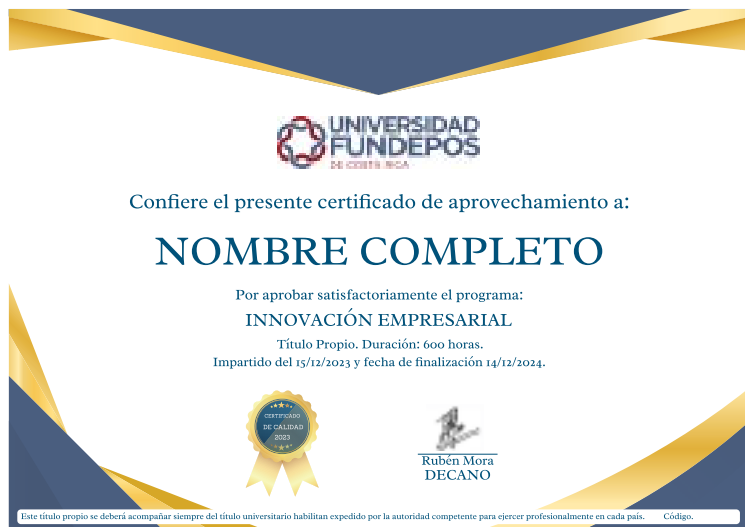 UNIVERSIDAD
FUNDEPOS
DE COSTA RICA
Confiere el presente certificado de aprovechamiento a:
NOMBRE COMPLETO
Por aprobar satisfactoriamente el programa:
INNOVACIÓN EMPRESARIAL
Título Propio. Duración: 600 horas.
Impartido del 15/12/2023 y fecha de finalización 14/12/2024.
CERTIFICADO
DE CALIDAD
2023
Rubén Mora
DECANO
Este título propio se deberá acompañar siempre del título universitario habilitan expedido por la autoridad competente para ejercer profesionalmente en cada país. Código.